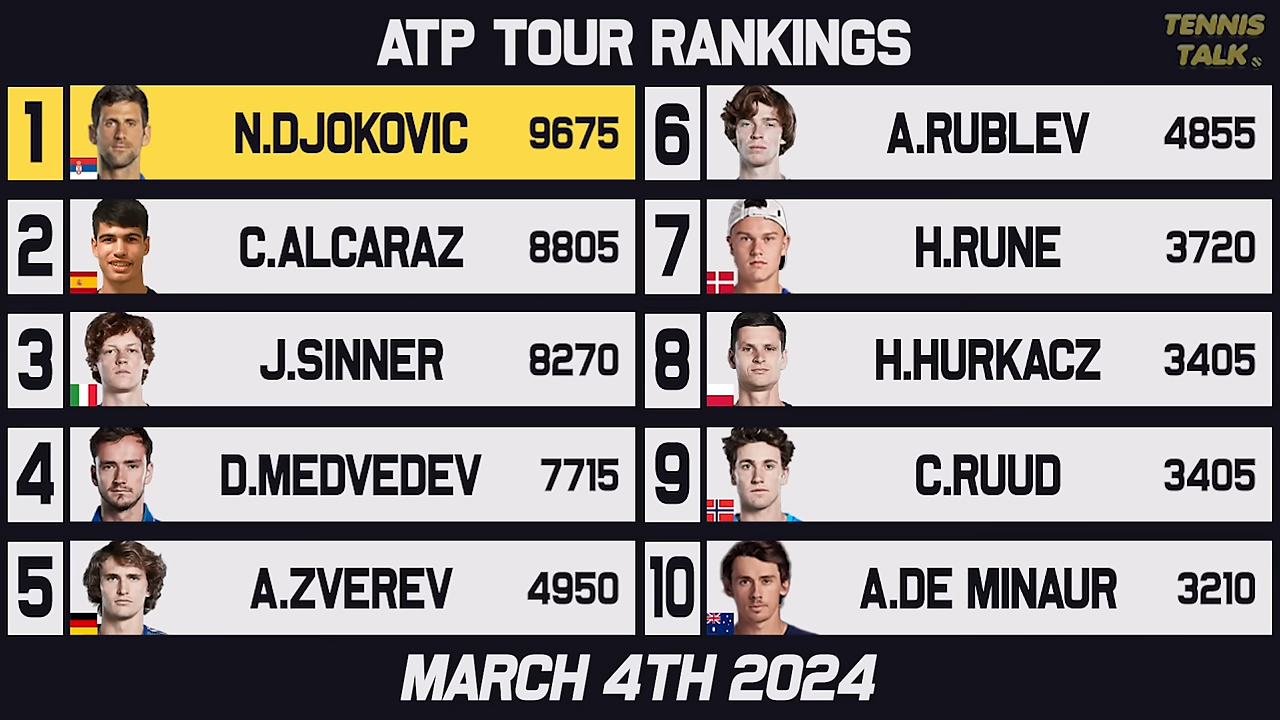 ATP TOUR RANKINGS
TENNIS
TALK
1 N.DJOKOVIC 9675
2 C.ALCARAZ 8805
3 J.SINNER 8270
4 D.MEDVEDEV 7715
5 A.ZVEREV 4950
6 A.RUBLEV 4855
7 H.RUNE 3720
8 H.HURKACZ 3405
9 C.RUUD 3405
10 A.DE MINAUR 3210
MARCH 4TH 2024